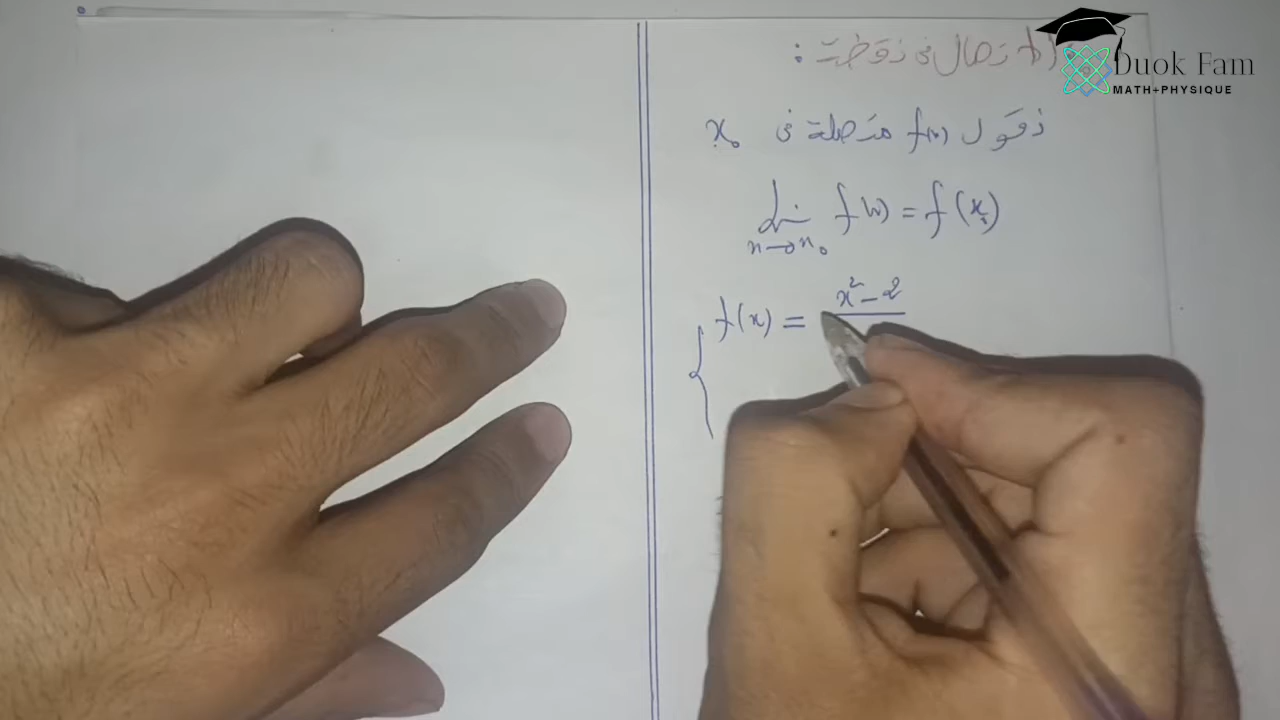 الاتصال في نقطة :
Duok Fam
MATH+PHYSIQUE
نقول f(x) متصلة في x₀
lim f(x) = f(x₀)
x→x₀
f(x) = x² - 2